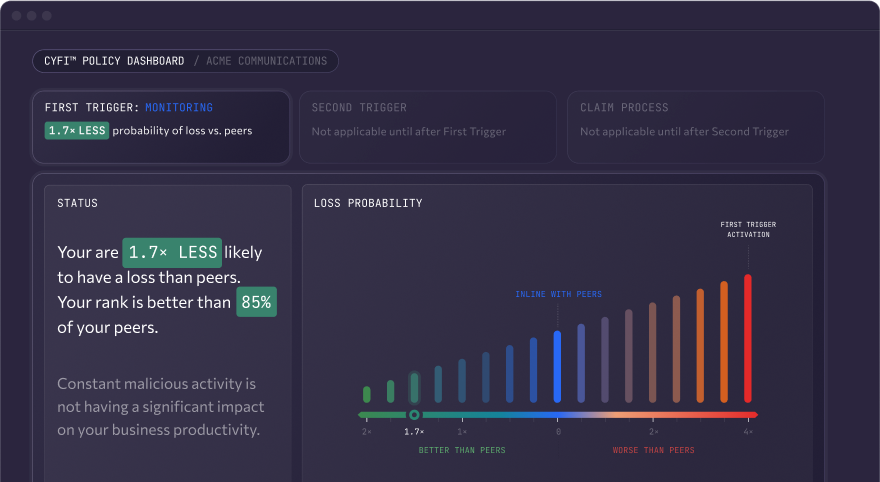 CYFI™ POLICY DASHBOARD / ACME COMMUNICATIONS
FIRST TRIGGER: MONITORING
1.7× LESS probability of loss vs. peers
SECOND TRIGGER
Not applicable until after First Trigger
CLAIM PROCESS
Not applicable until after Second Trigger
STATUS
Your are 1.7× LESS likely
to have a loss than peers.
Your rank is better than 85%
of your peers.
Constant malicious activity is
not having a significant impact
on your business productivity.
LOSS PROBABILITY
FIRST TRIGGER
ACTIVATION
INLINE WITH PEERS
2× 1.7× 1× 0 2× 4×
BETTER THAN PEERS WORSE THAN PEERS